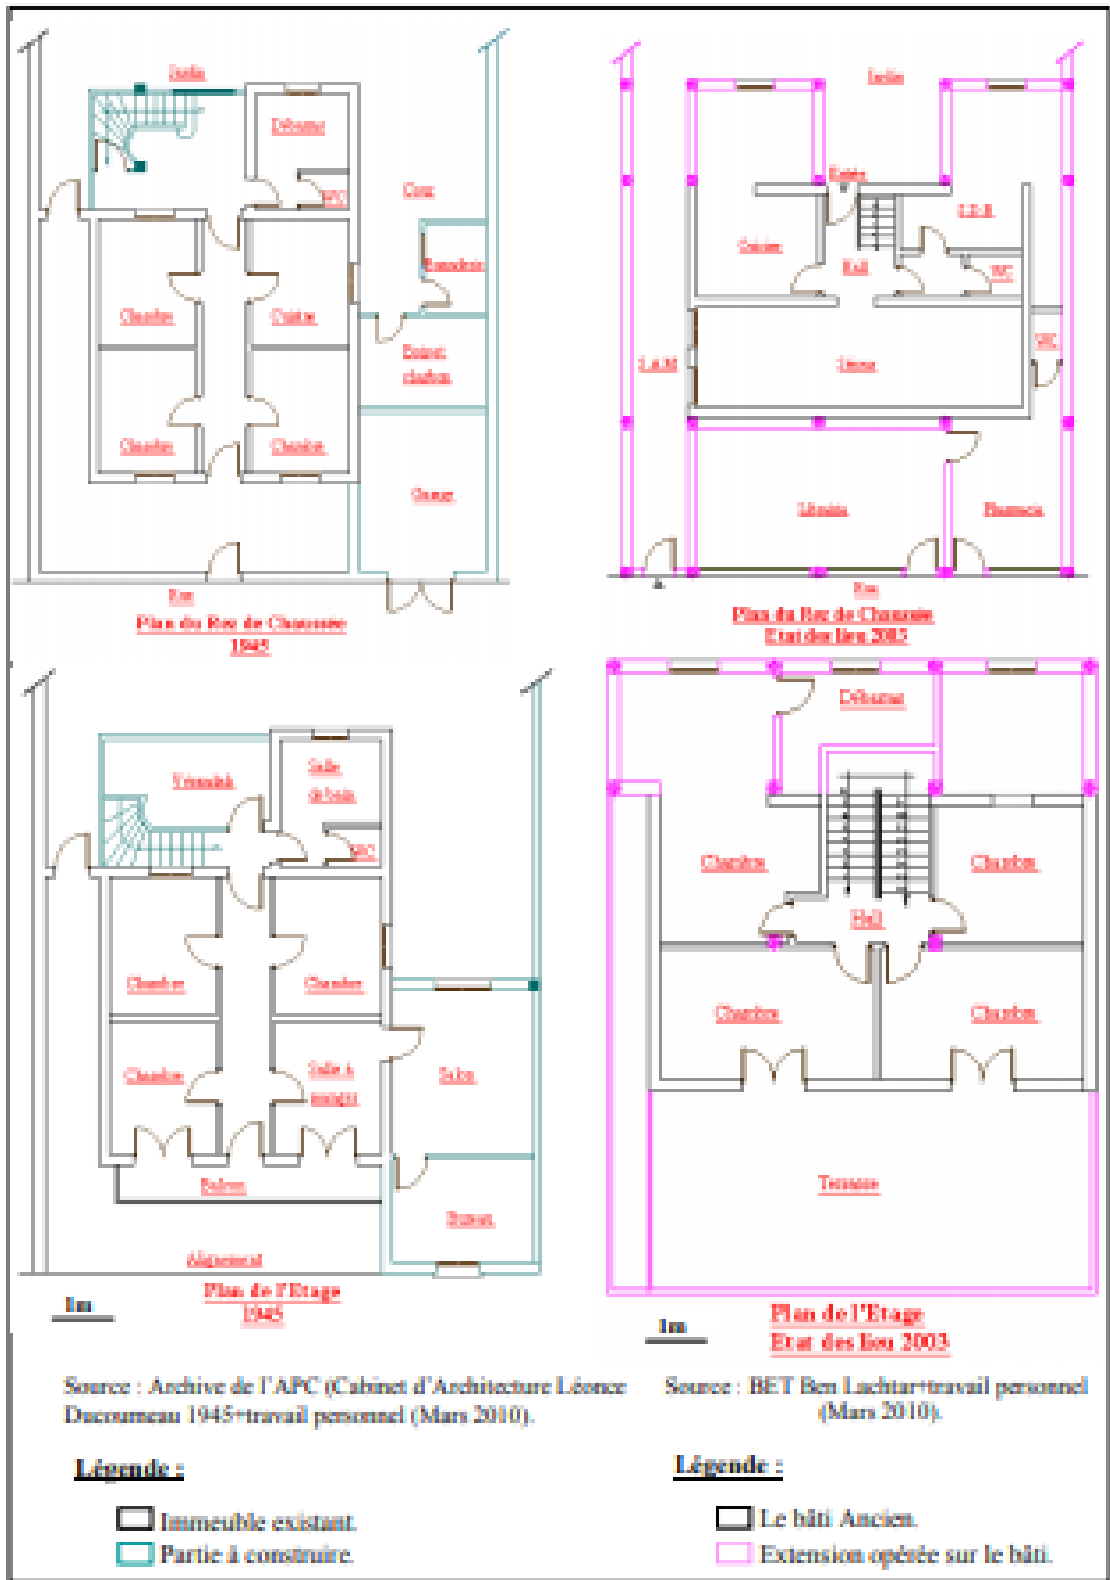 Jardin
Débarras
WC
Cour
Buanderie
Chambre
Cuisine
Chambre
Chambre
Garage
Rue
Plan du Rez de Chaussée
1945
Jardin
Entrée
S.D.B
Cuisine
Hall
WC
WC
Séjour
Librairie
Rue
Plan du Rez de Chaussée
Etat des lieu 2003
Vérandah
Salle
de bain
WC
Chambre
Chambre
Chambre
Salle à
manger
Salon
Balcon
Bureau
Alignement
Plan de l'Etage
1945
1m
Débarras
Chambre
Chambre
Hall
Chambre
Chambre
Terrasse
Plan de l'Etage
Etat des lieu 2003
1m
Source : Archive de l'APC (Cabinet d'Architecture Léonce
Ducourneau 1945+travail personnel (Mars 2010).
Source : BET Ben Lachtar+travail personnel
(Mars 2010).
Légende :
Immeuble existant.
Partie à construire.
Légende :
Le bâti Ancien.
Extension opérée sur le bâti.